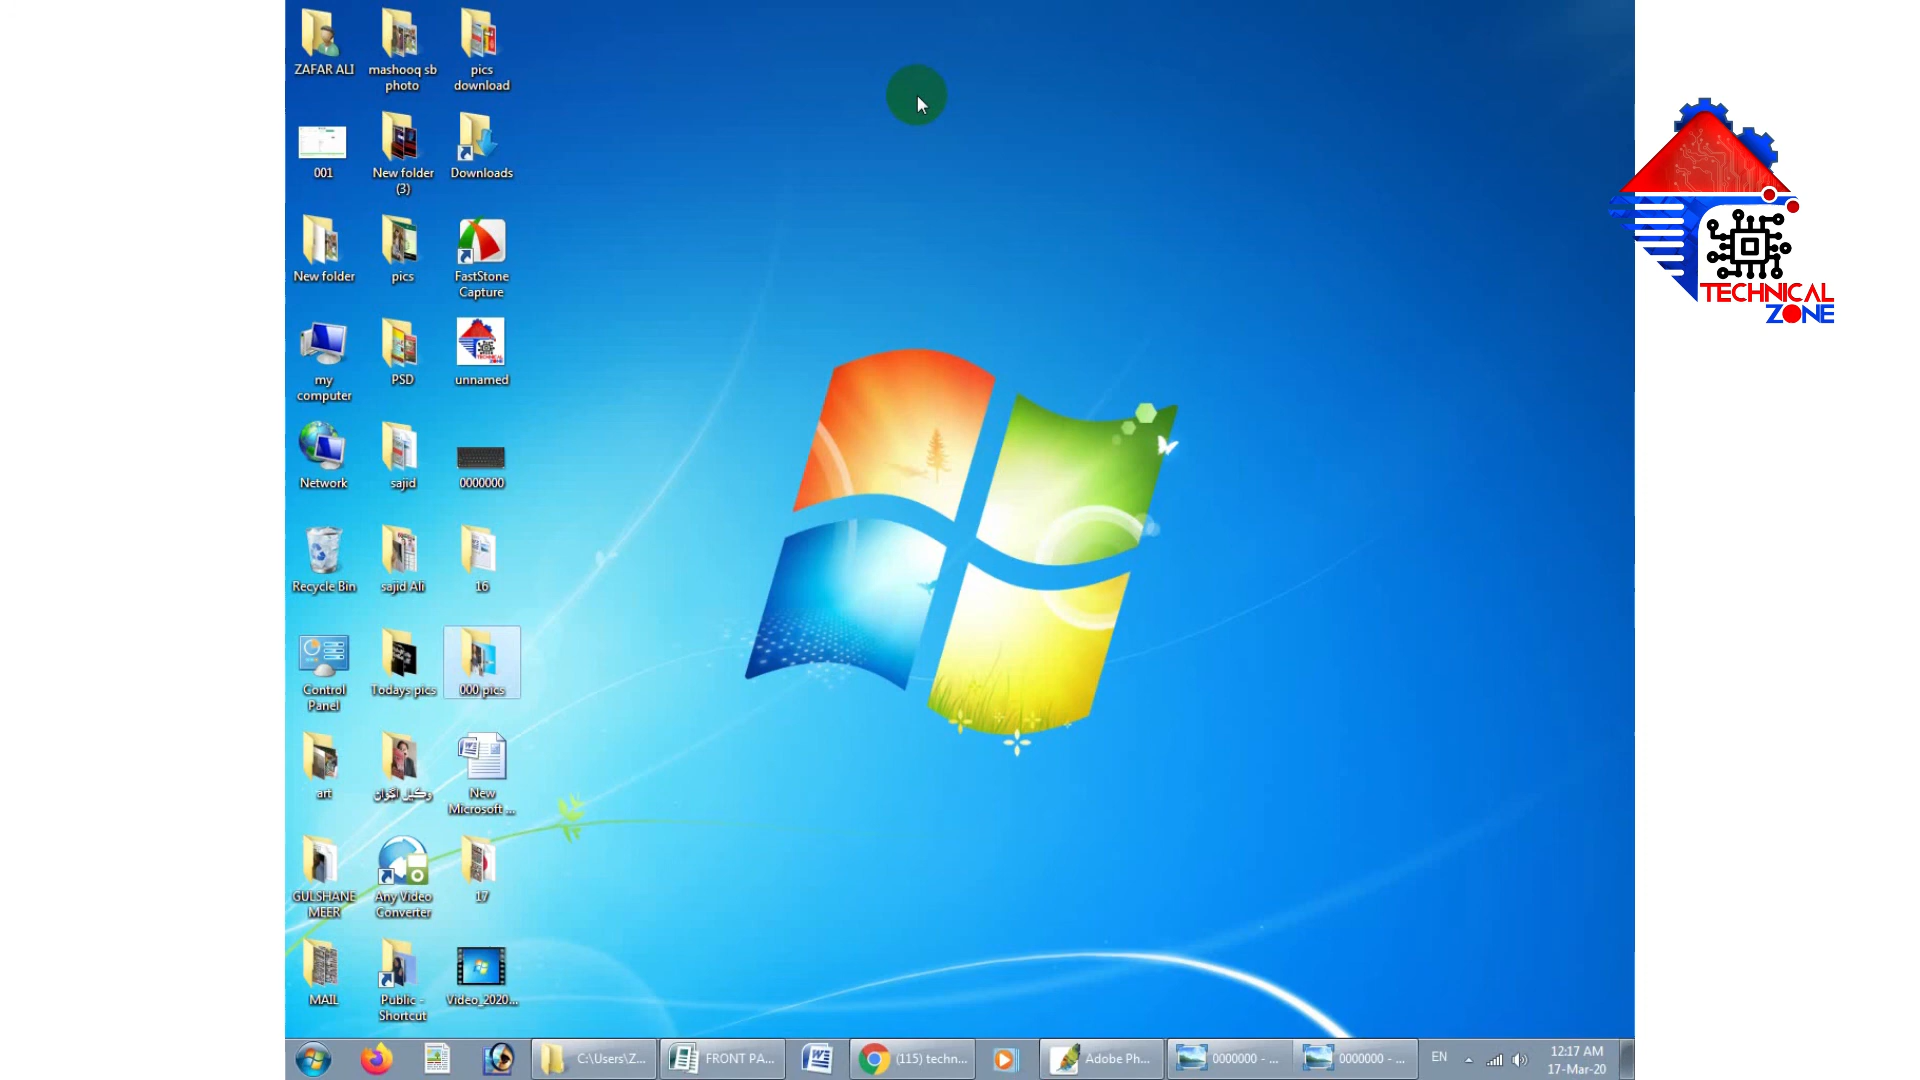 ZAFAR ALI
mashooq sb
photo
pics
download
001
New folder
(3)
Downloads
New folder
pics
FastStone
Capture
my
computer
PSD
unnamed
Network
sajid
0000000
Recycle Bin
sajid Ali
16
Control
Panel
Todays pics
000 pics
art
New
Microsoft ...
GULSHANE
MEER
Any Video
Converter
17
MAIL
Public -
Shortcut
Video_2020...
C:\Users\Z...
FRONT PA...
(115) techn...
Adobe Ph...
0000000 - ...
0000000 - ...
EN
12:17 AM
17-Mar-20
TECHNICAL
ZONE